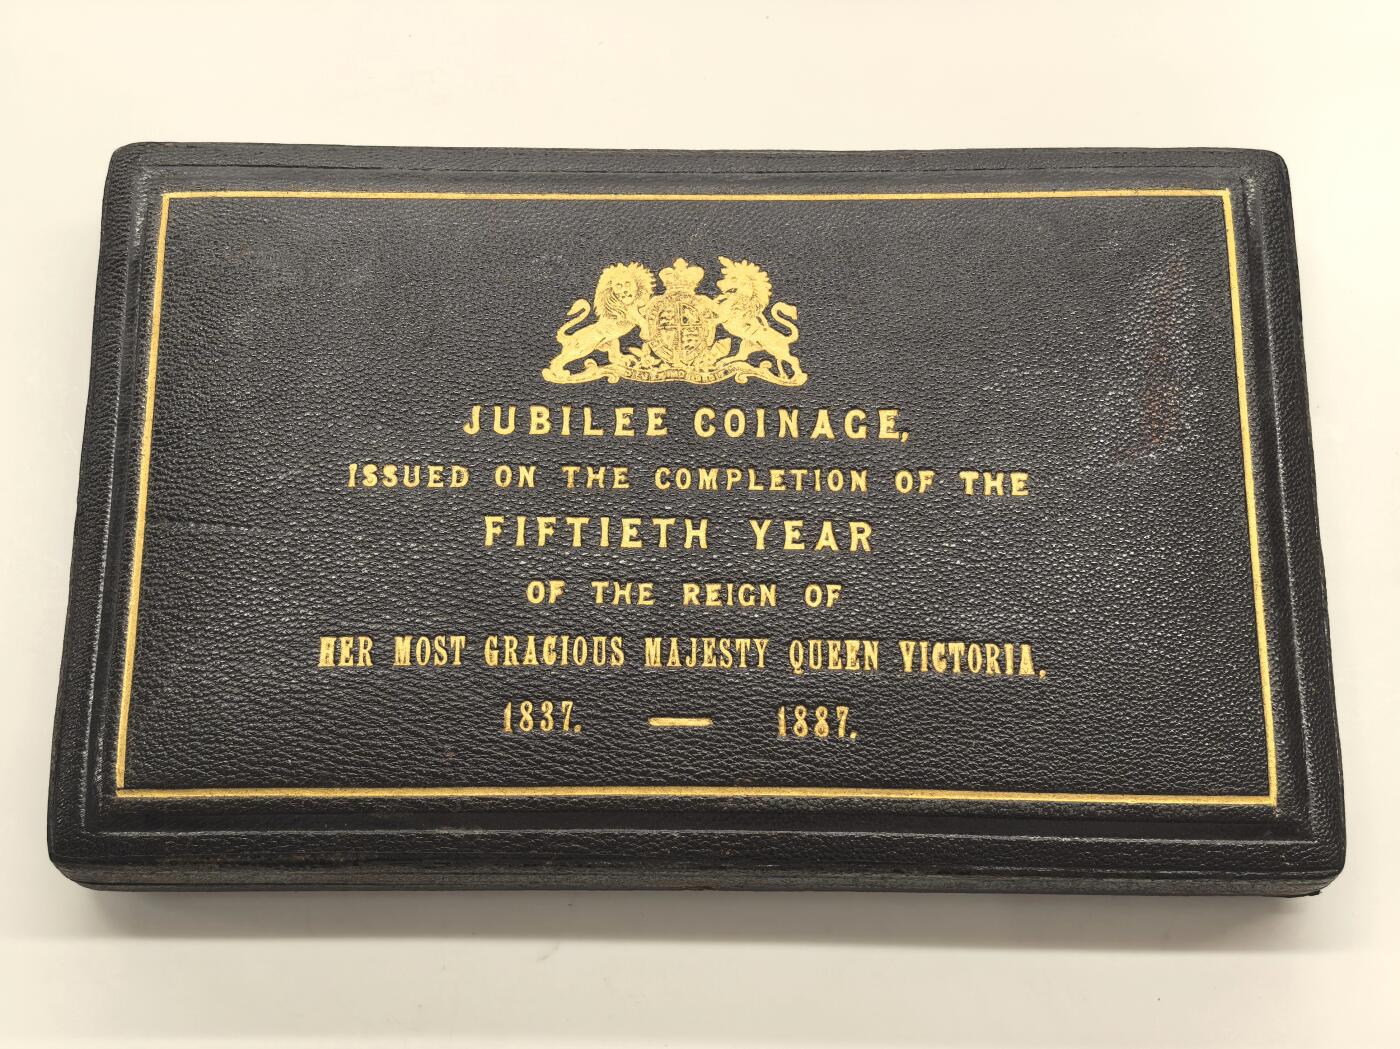 JUBILEE COINAGE,
ISSUED ON THE COMPLETION OF THE
FIFTIETH YEAR
OF THE REIGN OF
HER MOST GRACIOUS MAJESTY QUEEN VICTORIA.
1837. — 1887.